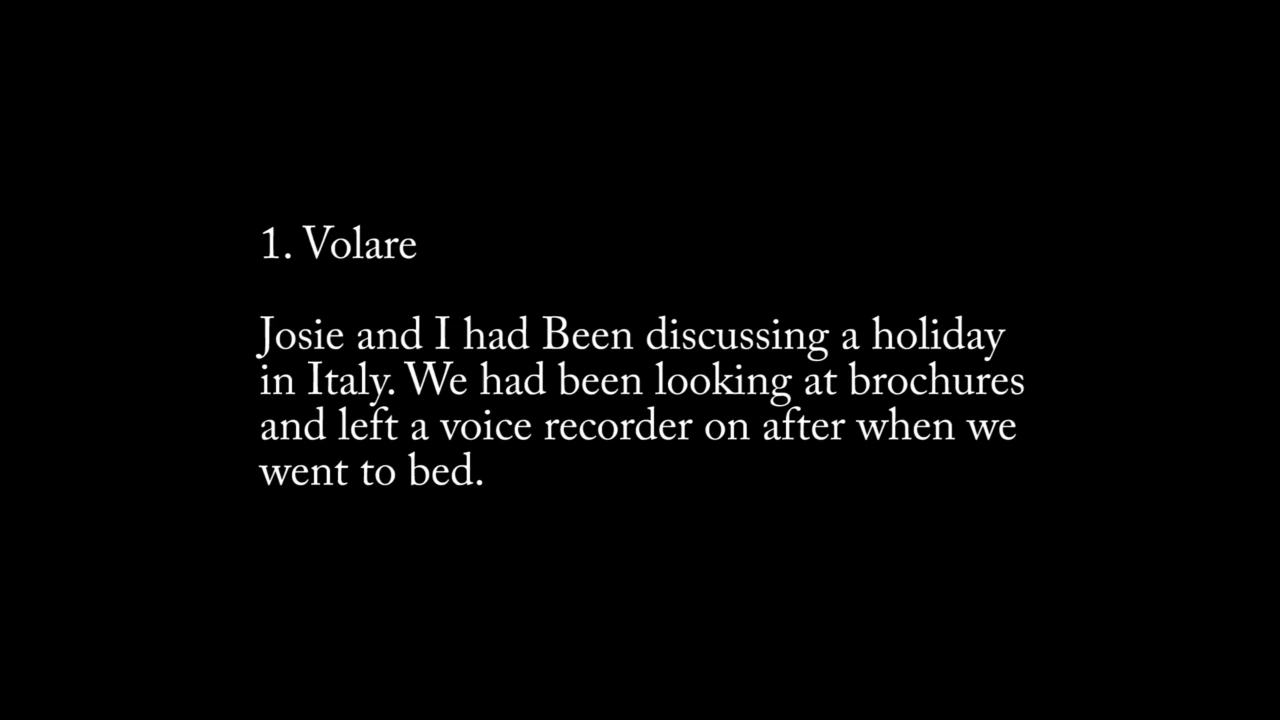 1. Volare
Josie and I had Been discussing a holiday
in Italy. We had been looking at brochures
and left a voice recorder on after when we
went to bed.